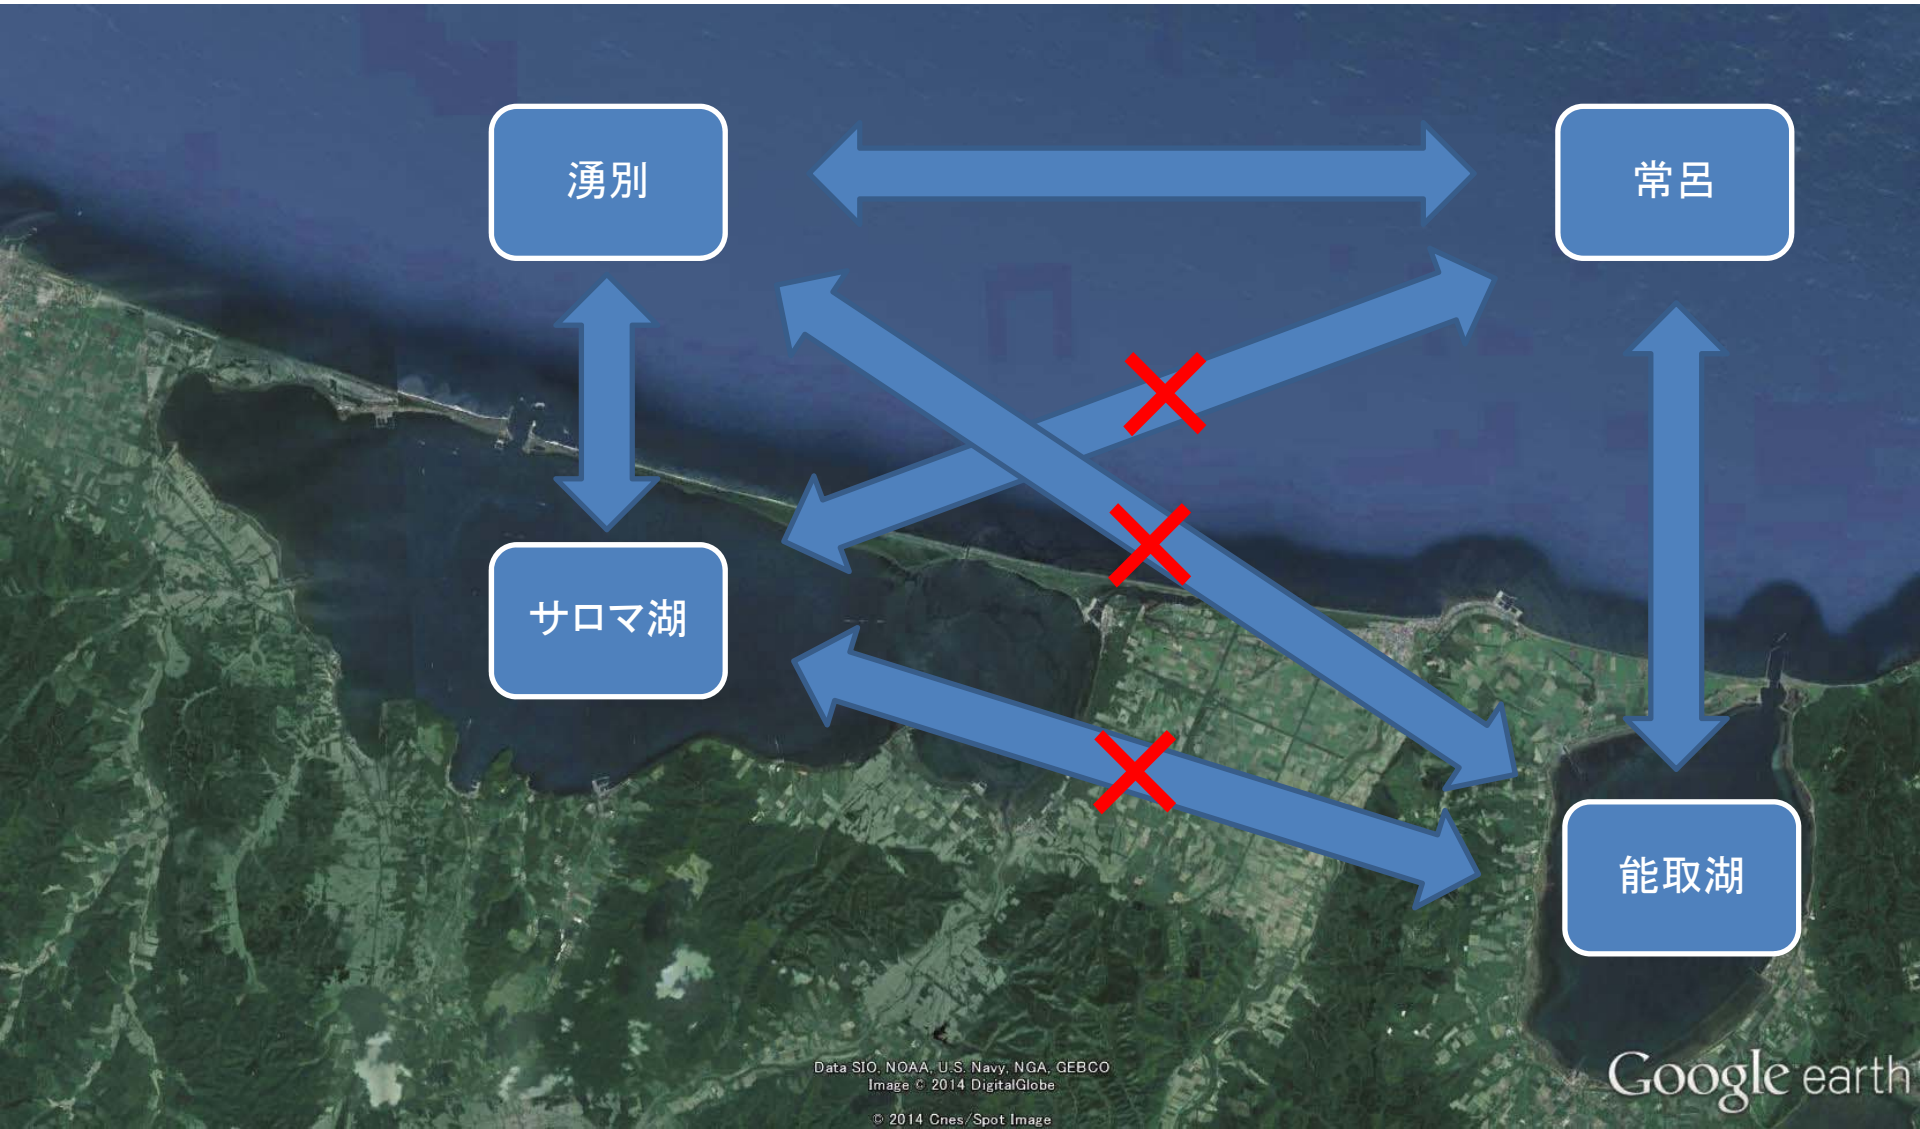 湧別
常呂
サロマ湖
能取湖
Data SIO, NOAA, U.S. Navy, NGA, GEBCO
Image © 2014 DigitalGlobe
© 2014 Cnes/Spot Image
Google earth